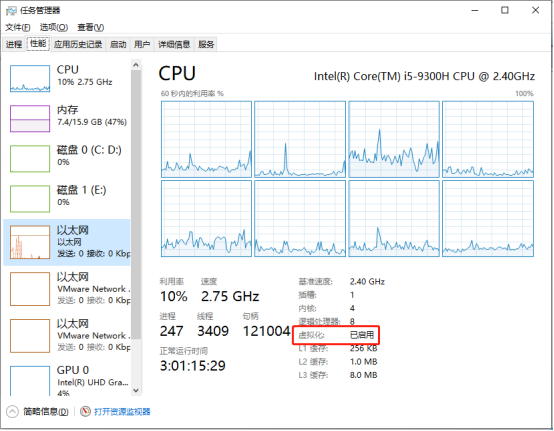 任务管理器
文件(F) 选项(O) 查看(V)
进程 性能 应用历史记录 启动 用户 详细信息 服务
CPU
10% 2.75 GHz
内存
7.4/15.9 GB (47%)
磁盘 0 (C: D:)
0%
磁盘 1 (E:)
0%
以太网
以太网
发送: 0 接收: 0 Kbp
以太网
VMware Network ..
发送: 0 接收: 0 Kbp
以太网
VMware Network ..
发送: 0 接收: 0 Kbp
GPU 0
Intel(R) UHD Gra...
4%
CPU Intel(R) Core(TM) i5-9300H CPU @ 2.40GHz
60 秒内的利用率 % 100%
利用率 速度
10% 2.75 GHz
进程 线程 句柄
247 3409 121004
正常运行时间
3:01:15:29
基准速度: 2.40 GHz
插槽: 1
内核: 4
逻辑处理器: 8
虚拟化: 已启用
L1 缓存: 256 KB
L2 缓存: 1.0 MB
L3 缓存: 8.0 MB
简略信息(D) 打开资源监视器